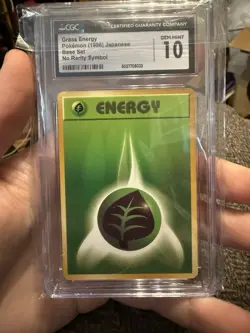 CGC
CERTIFIED GUARANTY COMPANY
Grass Energy
Pokémon (1996) Japanese
Base Set
No Rarity Symbol
GEM MINT
10
ENERGY